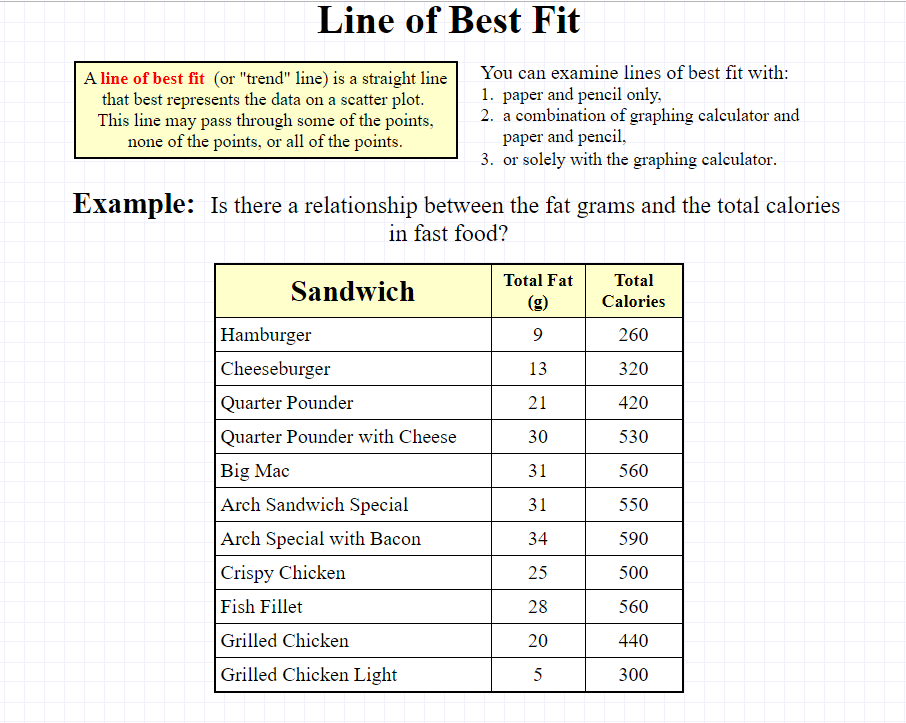 Line of Best Fit
A line of best fit (or "trend" line) is a straight line
that best represents the data on a scatter plot.
This line may pass through some of the points,
none of the points, or all of the points.
You can examine lines of best fit with:
1. paper and pencil only,
2. a combination of graphing calculator and
paper and pencil,
3. or solely with the graphing calculator.
Example: Is there a relationship between the fat grams and the total calories
in fast food?
Sandwich Total Fat (g) Total Calories
Hamburger 9 260
Cheeseburger 13 320
Quarter Pounder 21 420
Quarter Pounder with Cheese 30 530
Big Mac 31 560
Arch Sandwich Special 31 550
Arch Special with Bacon 34 590
Crispy Chicken 25 500
Fish Fillet 28 560
Grilled Chicken 20 440
Grilled Chicken Light 5 300